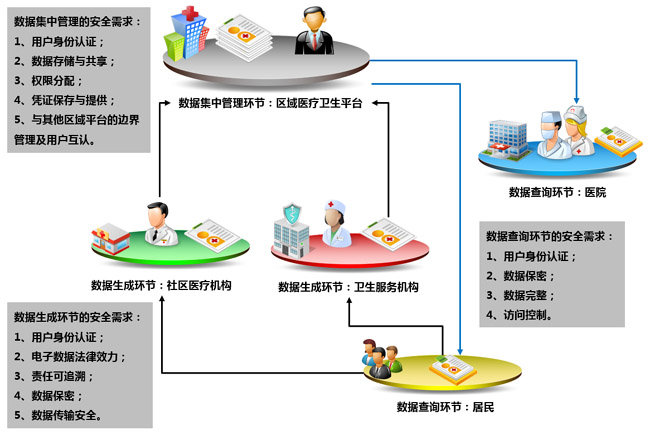 数据集中管理的安全需求：
1、用户身份认证；
2、数据存储与共享；
3、权限分配；
4、凭证保存与提供；
5、与其他区域平台的边界
管理及用户互认。
数据集中管理环节：区域医疗卫生平台
数据查询环节：医院
数据查询环节的安全需求：
1、用户身份认证；
2、数据保密；
3、数据完整；
4、访问控制。
数据生成环节：社区医疗机构
数据生成环节：卫生服务机构
数据生成环节的安全需求：
1、用户身份认证；
2、电子数据法律效力；
3、责任可追溯；
4、数据保密；
5、数据传输安全。
数据查询环节：居民